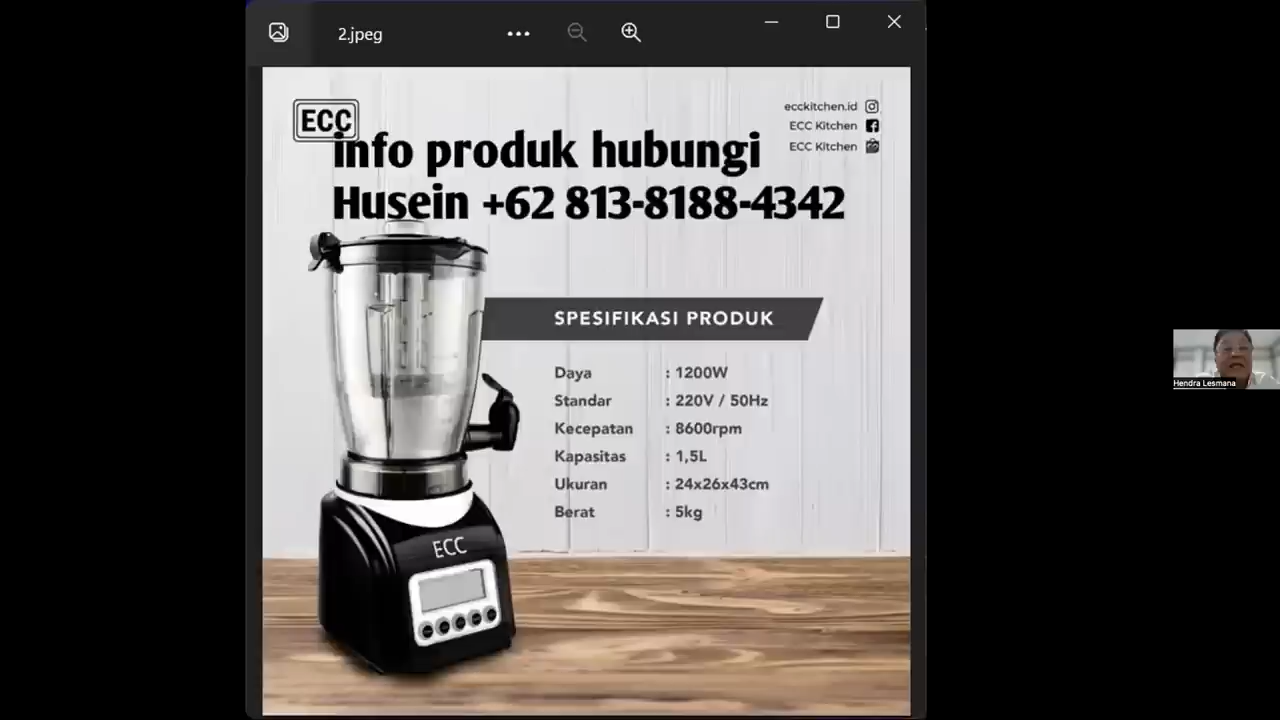 2.jpeg
ECC
ecckitchen.id
ECC Kitchen
ECC Kitchen
info produk hubungi
Husein +62 813-8188-4342
SPESIFIKASI PRODUK
Daya : 1200W
Standar : 220V / 50Hz
Kecepatan : 8600rpm
Kapasitas : 1,5L
Ukuran : 24x26x43cm
Berat : 5kg
ECC
Hendra Lesmana